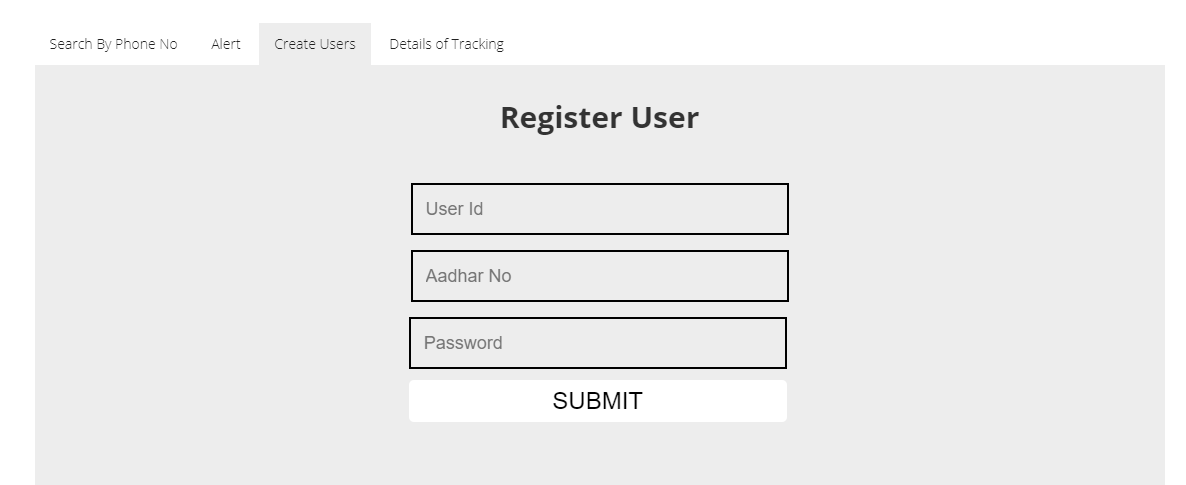 Search By Phone No Alert Create Users Details of Tracking
Register User
User Id
Aadhar No
Password
SUBMIT